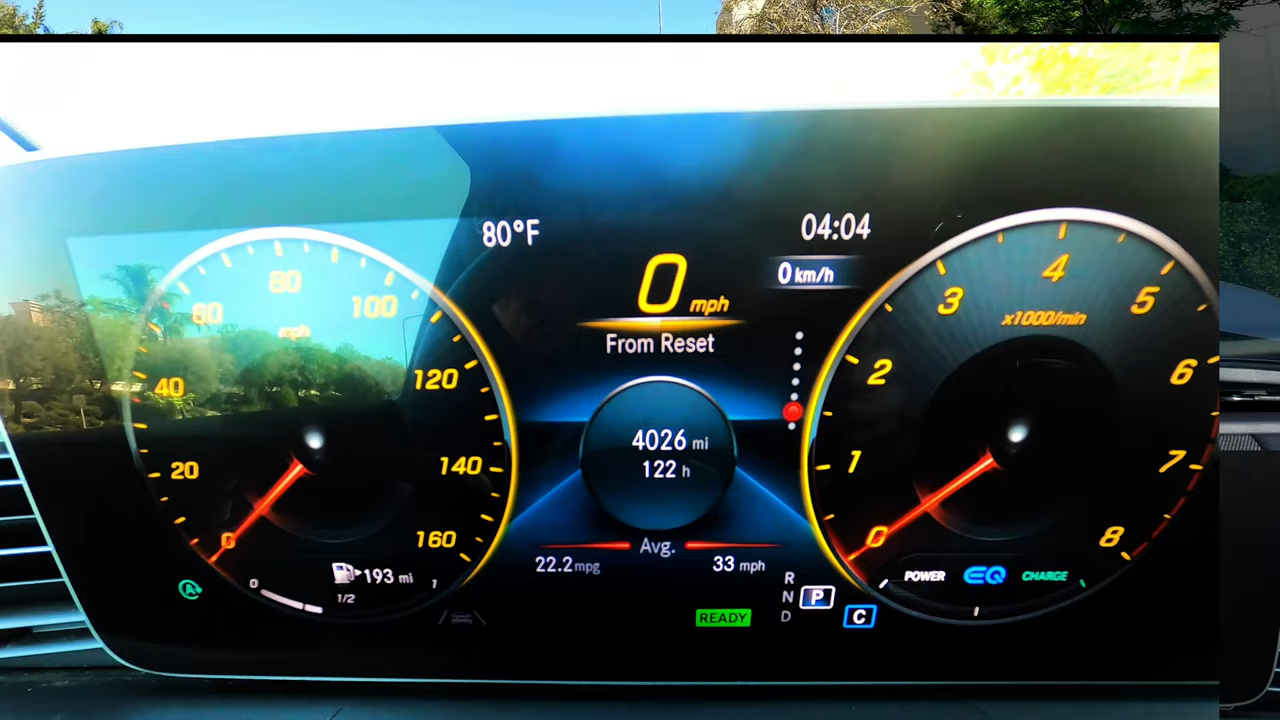 80°F
04:04
0 mph
0 km/h
From Reset
4026 mi
122 h
Avg.
22.2 mpg
33 mph
READY
R
N
D
P
C
0
20
40
60
80
100
120
140
160
mph
A
193 mi
0
1/2
1
0
1
2
3
4
5
6
7
8
x1000/min
POWER
EQ
CHARGE